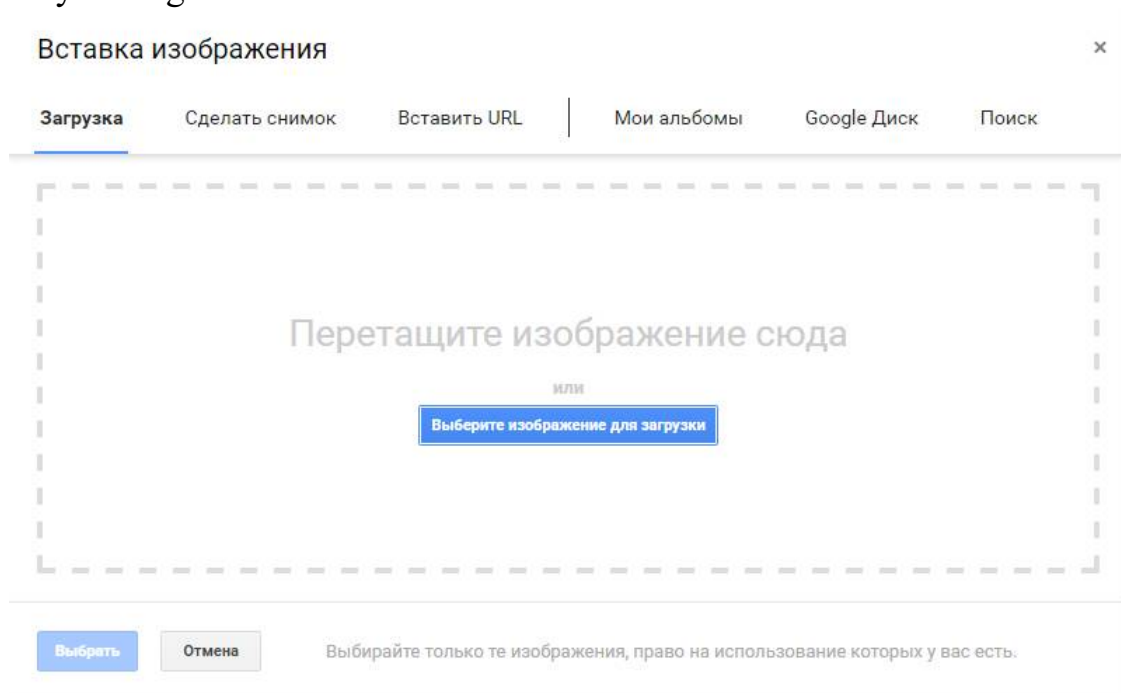 Вставка изображения ×
Загрузка Сделать снимок Вставить URL Мои альбомы Google Диск Поиск
Перетащите изображение сюда
или
Выберите изображение для загрузки
Выбрать Отмена Выбирайте только те изображения, право на использование которых у вас есть.